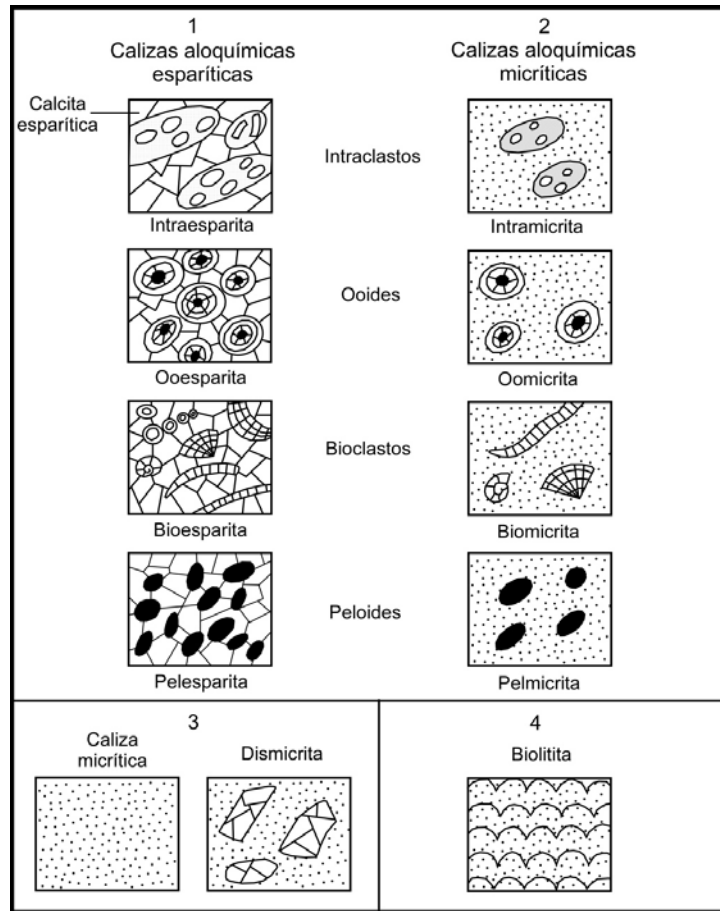 1
Calizas aloquímicas
esparíticas
2
Calizas aloquímicas
micríticas
Calcita
esparítica
Intraclastos
Intraesparita
Intramicrita
Ooides
Ooesparita
Oomicrita
Bioclastos
Bioesparita
Biomicrita
Peloides
Pelesparita
Pelmicrita
3
Caliza
micrítica
Dismicrita
4
Biolitita